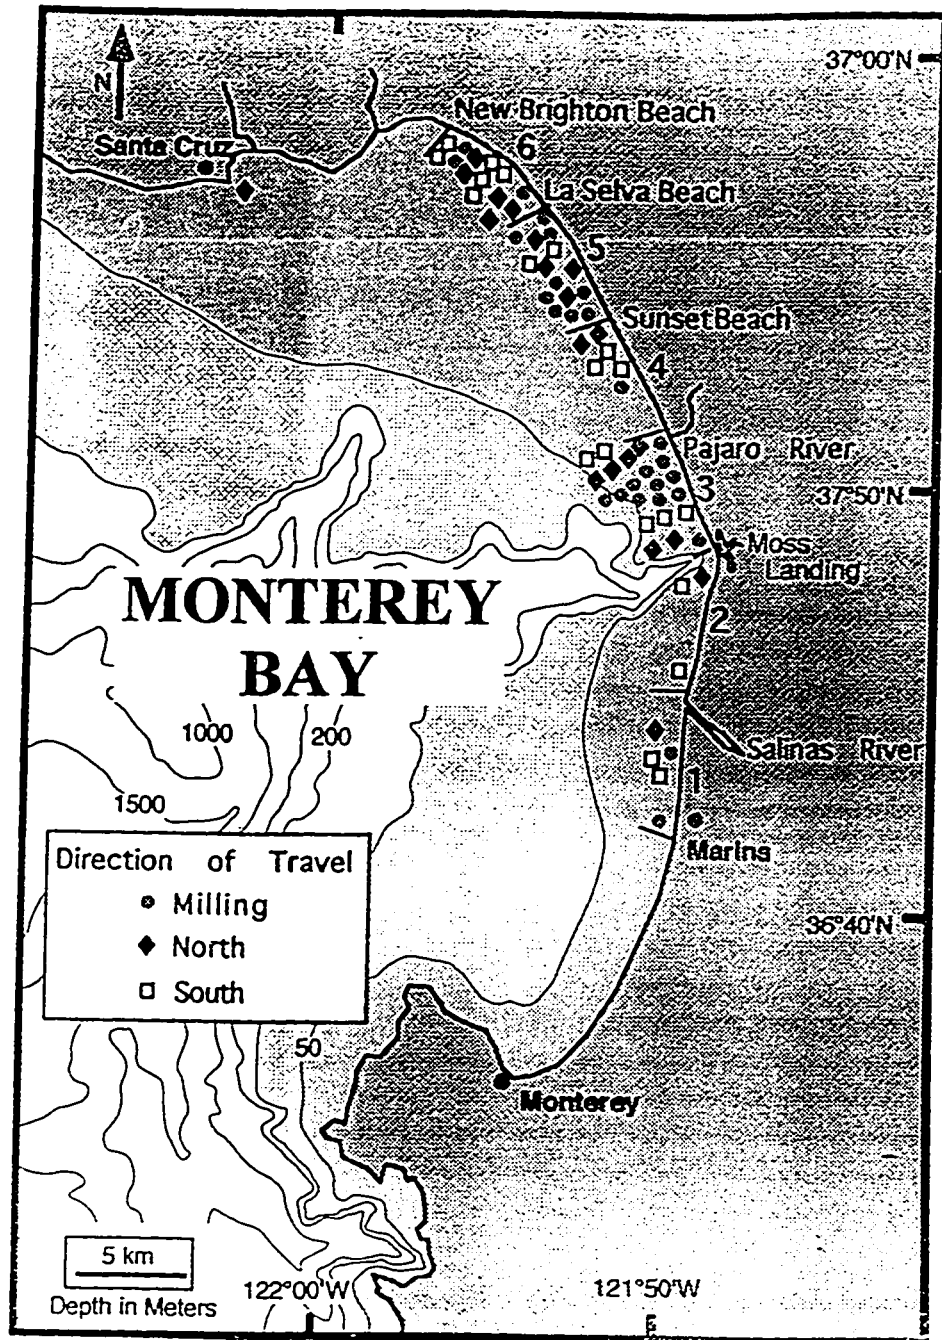 37°00'N
N
New Brighton Beach
Santa Cruz
6
La Selva Beach
5
Sunset Beach
4
Pajaro River
3
37°50'N
Moss
Landing
MONTEREY
BAY
2
1000
200
Salinas River
1
1500
Marina
Direction of Travel
Milling
North
South
36°40'N
50
Monterey
5 km
Depth in Meters
122°00'W
121°50'W